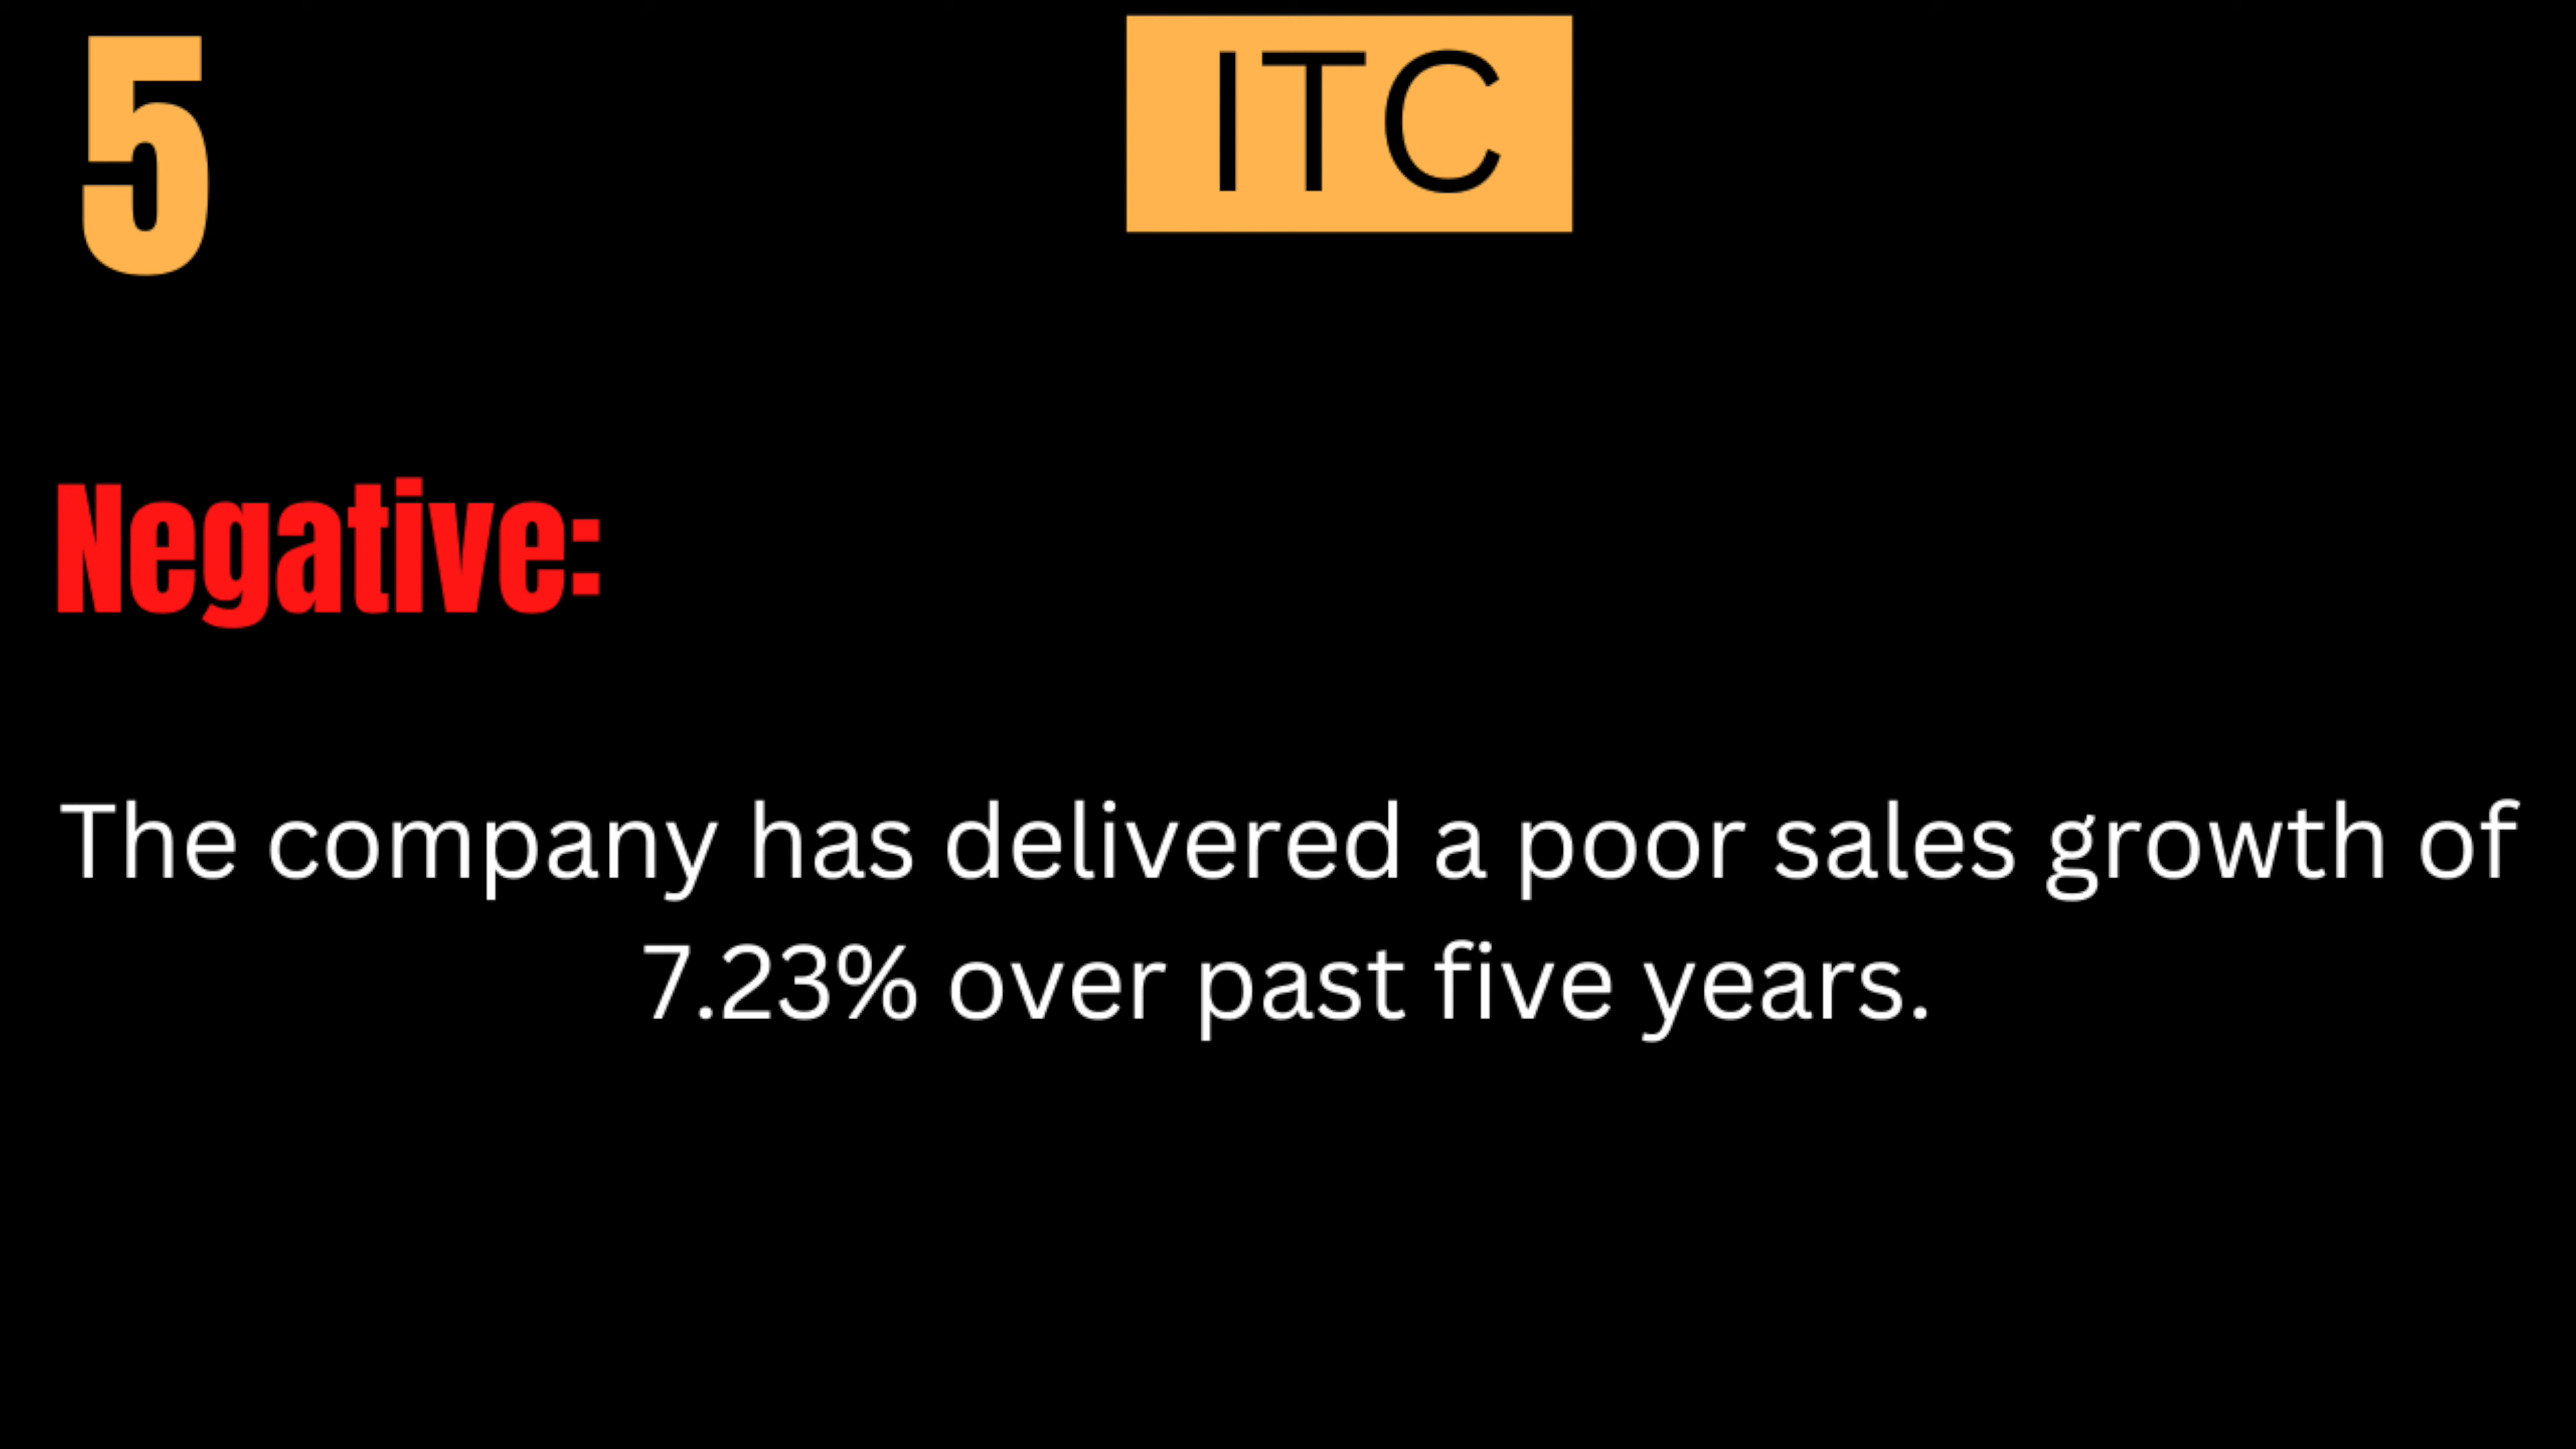 5
ITC
Negative:
The company has delivered a poor sales growth of
7.23% over past five years.